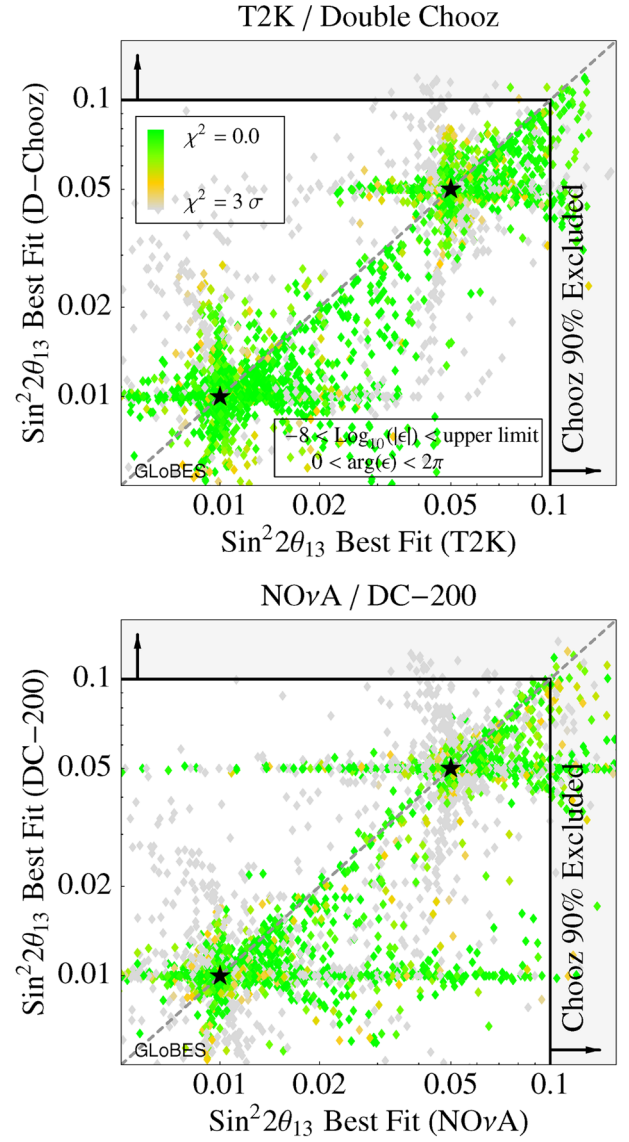 T2K / Double Chooz
Sin²2θ₁₃ Best Fit (D−Chooz)
0.1
0.05
0.02
0.01
χ² = 0.0
χ² = 3 σ
Chooz 90% Excluded
−8 < Log₁₀(|ϵ|) < upper limit
0 < arg(ϵ) < 2π
GLoBES
0.01 0.02 0.05 0.1
Sin²2θ₁₃ Best Fit (T2K)
NOνA / DC−200
Sin²2θ₁₃ Best Fit (DC−200)
0.1
0.05
0.02
0.01
Chooz 90% Excluded
GLoBES
0.01 0.02 0.05 0.1
Sin²2θ₁₃ Best Fit (NOνA)